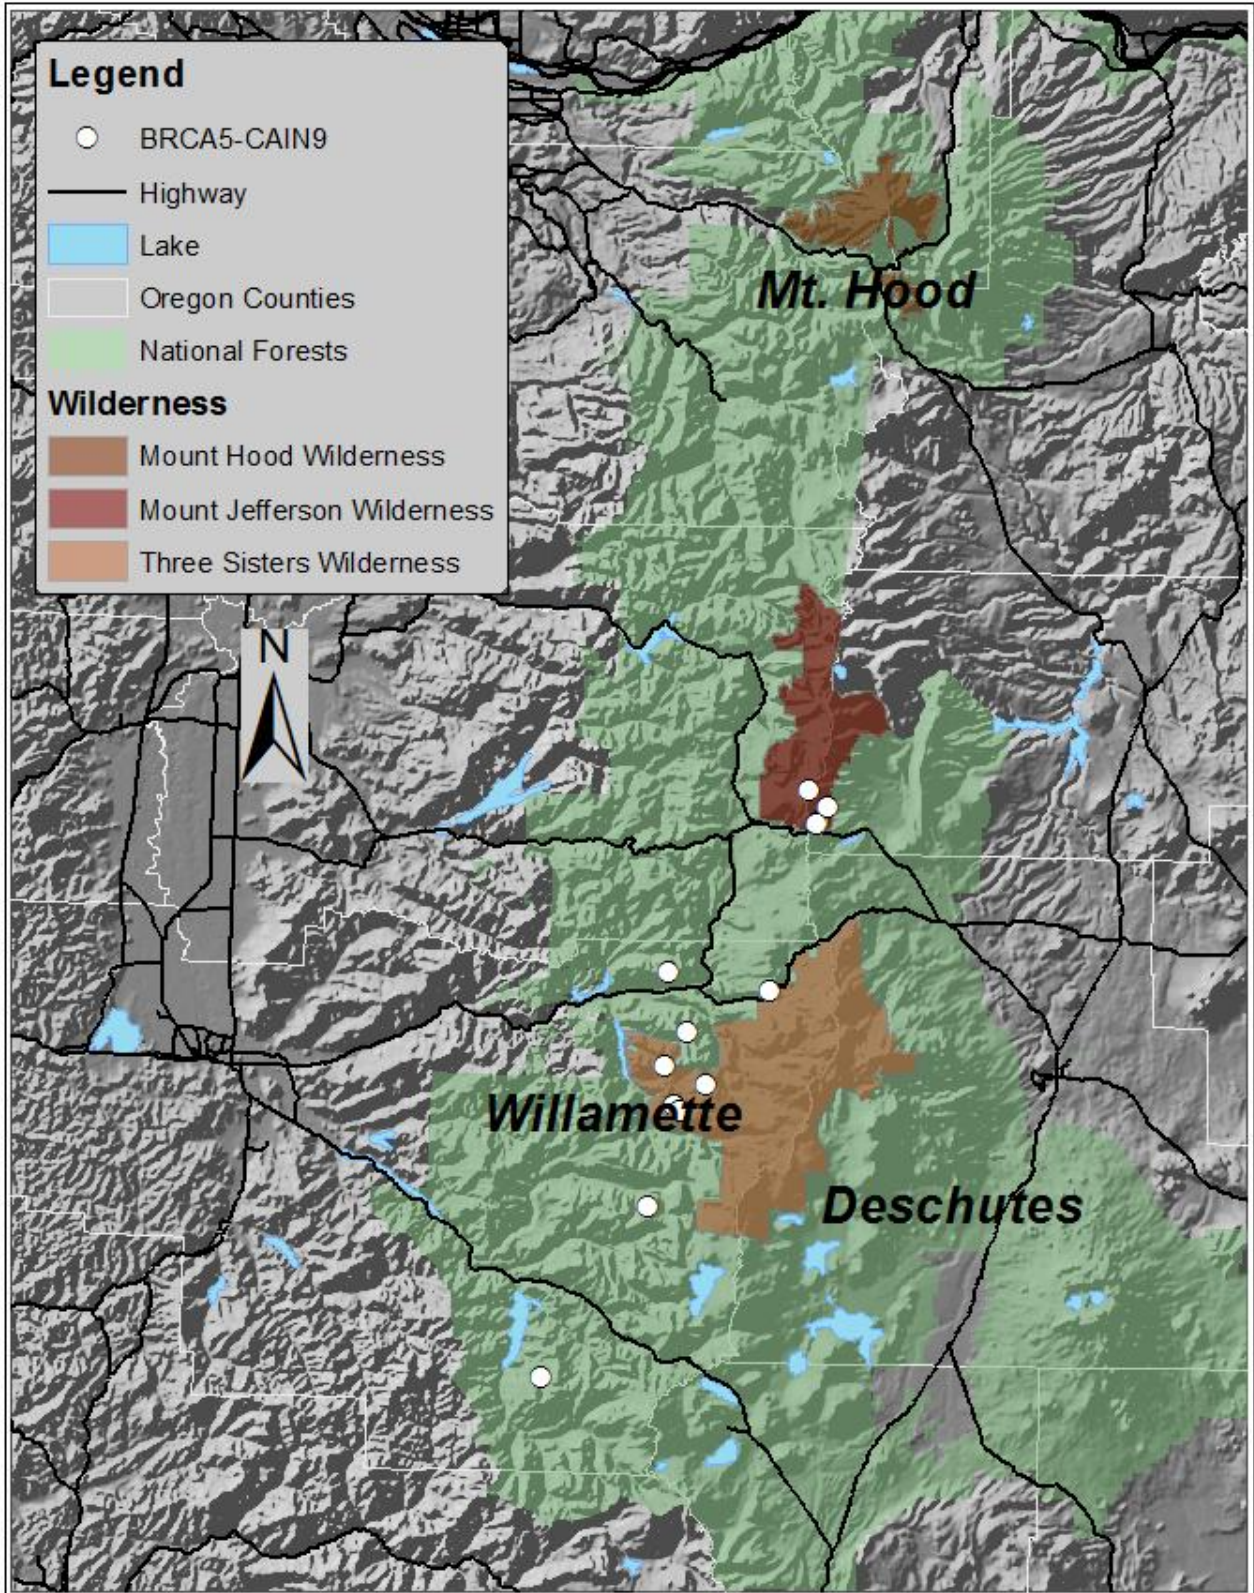 Legend
BRCA5-CAIN9
Highway
Lake
Oregon Counties
National Forests
Wilderness
Mount Hood Wilderness
Mount Jefferson Wilderness
Three Sisters Wilderness
N
Mt. Hood
Willamette
Deschutes